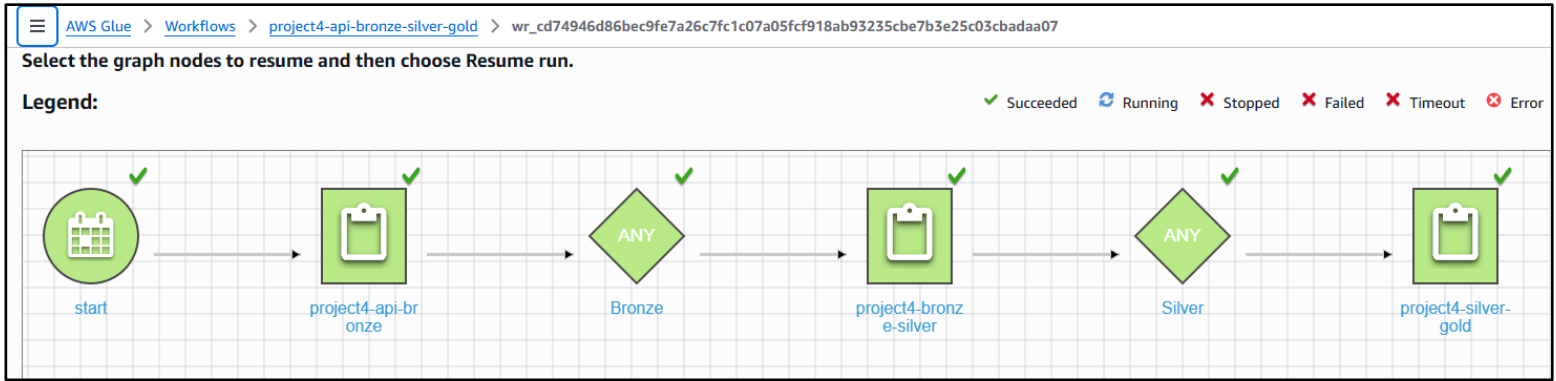 AWS Glue > Workflows > project4-api-bronze-silver-gold > wr_cd74946d86bec9fe7a26c7fc1c07a05fcf918ab93235cbe7b3e25c03cbadaa07
Select the graph nodes to resume and then choose Resume run.
Legend:
Succeeded Running Stopped Failed Timeout Error
ANY ANY
start
project4-api-br
onze
Bronze
project4-bronz
e-silver
Silver
project4-silver-
gold